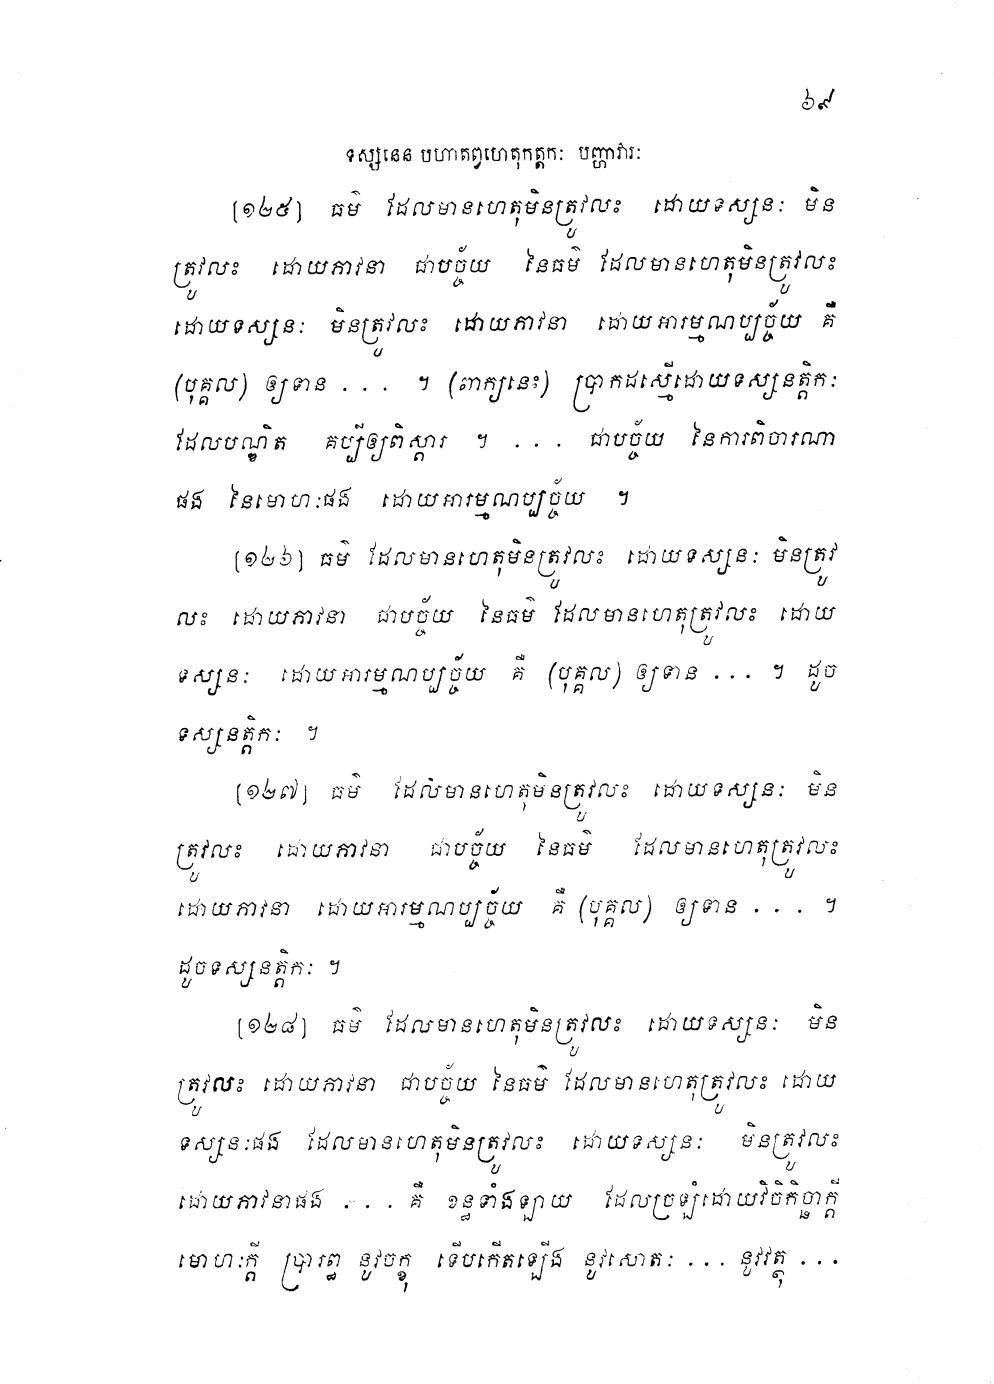 ៦៩
ទស្សនេន បហាតព្វហេតុកត្តិកៈ បញ្ហាវារៈ
[១២៥] ធម៌ ដែលមានហេតុមិនត្រូវលះ ដោយទស្សនៈ មិន
ត្រូវលះ ដោយភាវនា ជាបច្ច័យ នៃធម៌ ដែលមានហេតុមិនត្រូវលះ
ដោយទស្សនៈ មិនត្រូវលះ ដោយភាវនា ដោយអារម្មណប្បច្ច័យ គឺ
(បុគ្គល) ឲ្យទាន . . . ។ (ពាក្យនេះ) ប្រាកដស្មើដោយទស្សនត្តិកៈ
ដែលបណ្ឌិត គប្បីឲ្យពិស្តារ ។ . . . ជាបច្ច័យ នៃការពិចារណា
ផង នៃមោហៈផង ដោយអារម្មណប្បច្ច័យ ។
[១២៦] ធម៌ ដែលមានហេតុមិនត្រូវលះ ដោយទស្សនៈ មិនត្រូវ
លះ ដោយភាវនា ជាបច្ច័យ នៃធម៌ ដែលមានហេតុត្រូវលះ ដោយ
ទស្សនៈ ដោយអារម្មណប្បច្ច័យ គឺ (បុគ្គល) ឲ្យទាន ... ។ ដូច
ទស្សនត្តិកៈ ។
[១២៧] ធម៌ ដែលមានហេតុមិនត្រូវលះ ដោយទស្សនៈ មិន
ត្រូវលះ ដោយភាវនា ជាបច្ច័យ នៃធម៌ ដែលមានហេតុត្រូវលះ
ដោយភាវនា ដោយអារម្មណប្បច្ច័យ គឺ (បុគ្គល) ឲ្យទាន . . . ។
ដូចទស្សនត្តិកៈ ។
[១២៨] ធម៌ ដែលមានហេតុមិនត្រូវលះ ដោយទស្សនៈ មិន
ត្រូវលះ ដោយភាវនា ជាបច្ច័យ នៃធម៌ ដែលមានហេតុត្រូវលះ ដោយ
ទស្សនៈផង ដែលមានហេតុមិនត្រូវលះ ដោយទស្សនៈ មិនត្រូវលះ
ដោយភាវនាផង . . . គឺ ខន្ធទាំងឡាយ ដែលច្រឡំដោយវិចិកិច្ឆាក្តី
មោហៈក្តី ប្រារព្ធ នូវចក្ខុ ទើបកើតឡើង នូវសោតៈ ... នូវវត្ថុ ...